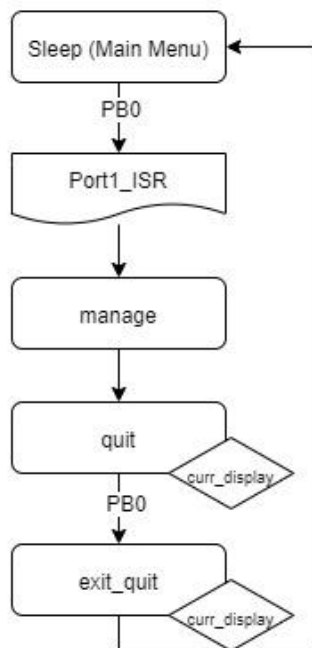 Sleep (Main Menu)
PB0
Port1_ISR
manage
quit
curr_display
PB0
exit_quit
curr_display